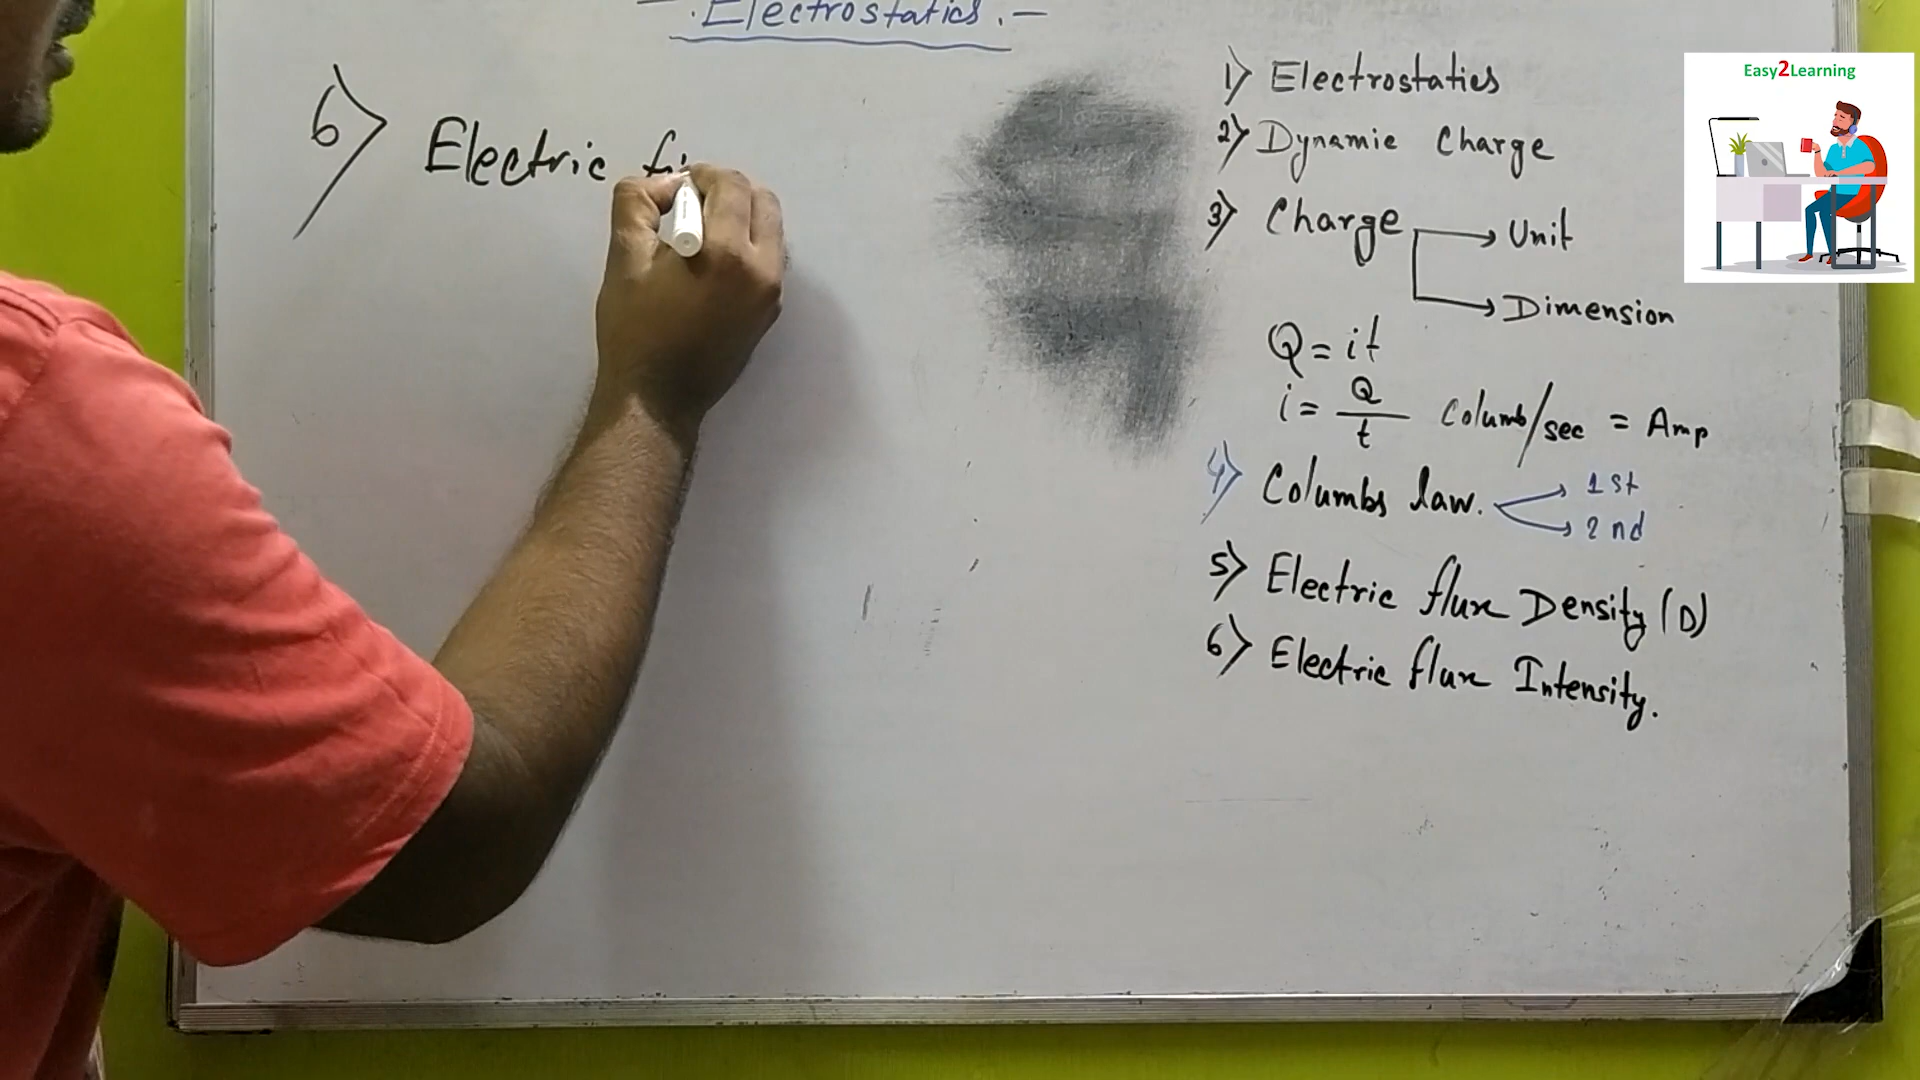 Electrostatics.
6) Electric fi
1) Electrostatics
2) Dynamic Charge
3) Charge → Unit
→ Dimension
Q = it
i = Q/t Columb/sec = Amp
4) Columbs law. → 1st
→ 2nd
5) Electric flux Density (D)
6) Electric flux Intensity.
Easy2Learning